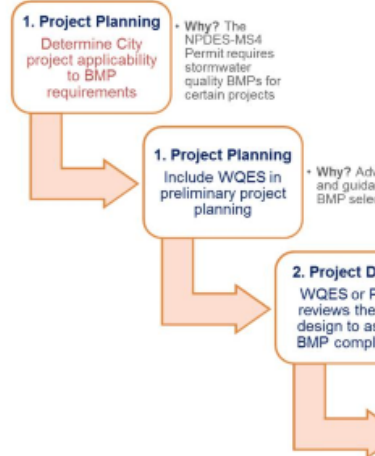 1. Project Planning
Determine City
project applicability
to BMP
requirements
• Why? The
NPDES-MS4
Permit requires
stormwater
quality BMPs for
certain projects
1. Project Planning
Include WQES in
preliminary project
planning
• Why? Adv
and guida
BMP sele
2. Project D
WQES or P
reviews the
design to as
BMP compl